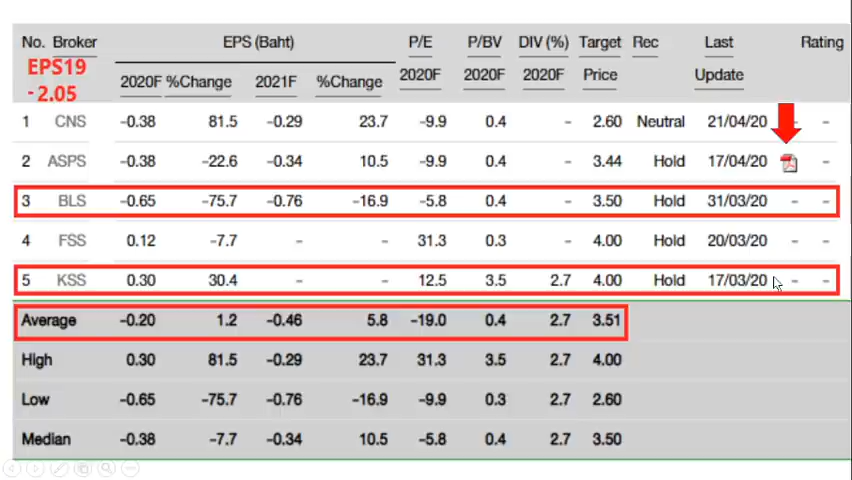 No. Broker EPS (Baht) P/E P/BV DIV (%) Target Rec Last Rating
EPS19 2020F %Change 2021F %Change 2020F 2020F 2020F Price Update
-2.05
1 CNS -0.38 81.5 -0.29 23.7 -9.9 0.4 - 2.60 Neutral 21/04/20 - -
2 ASPS -0.38 -22.6 -0.34 10.5 -9.9 0.4 - 3.44 Hold 17/04/20 -
3 BLS -0.65 -75.7 -0.76 -16.9 -5.8 0.4 - 3.50 Hold 31/03/20 - -
4 FSS 0.12 -7.7 - - 31.3 0.3 - 4.00 Hold 20/03/20 - -
5 KSS 0.30 30.4 - - 12.5 3.5 2.7 4.00 Hold 17/03/20 - -
Average -0.20 1.2 -0.46 5.8 -19.0 0.4 2.7 3.51
High 0.30 81.5 -0.29 23.7 31.3 3.5 2.7 4.00
Low -0.65 -75.7 -0.76 -16.9 -9.9 0.3 2.7 2.60
Median -0.38 -7.7 -0.34 10.5 -5.8 0.4 2.7 3.50